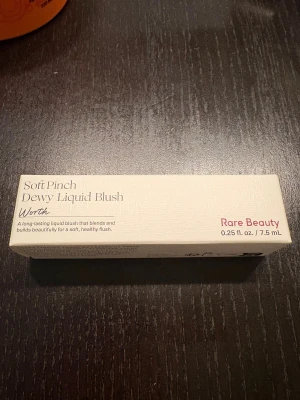 Soft Pinch
Dewy Liquid Blush
Worth
A long-lasting liquid blush that blends and
builds beautifully for a soft, healthy flush.
Rare Beauty
0.25 fl. oz. / 7.5 mL